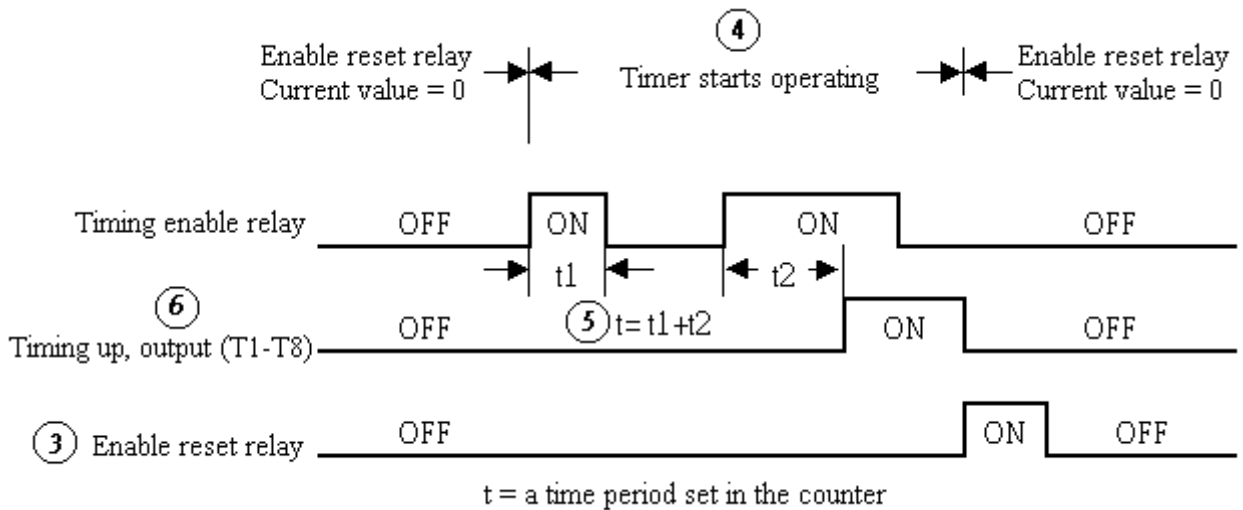 4
Enable reset relay
Current value = 0
Timer starts operating
Enable reset relay
Current value = 0
Timing enable relay
OFF
ON
ON
OFF
t1
t2
6
Timing up, output (T1-T8)
OFF
5
t= t1+t2
ON
OFF
3
Enable reset relay
OFF
ON
OFF
t = a time period set in the counter